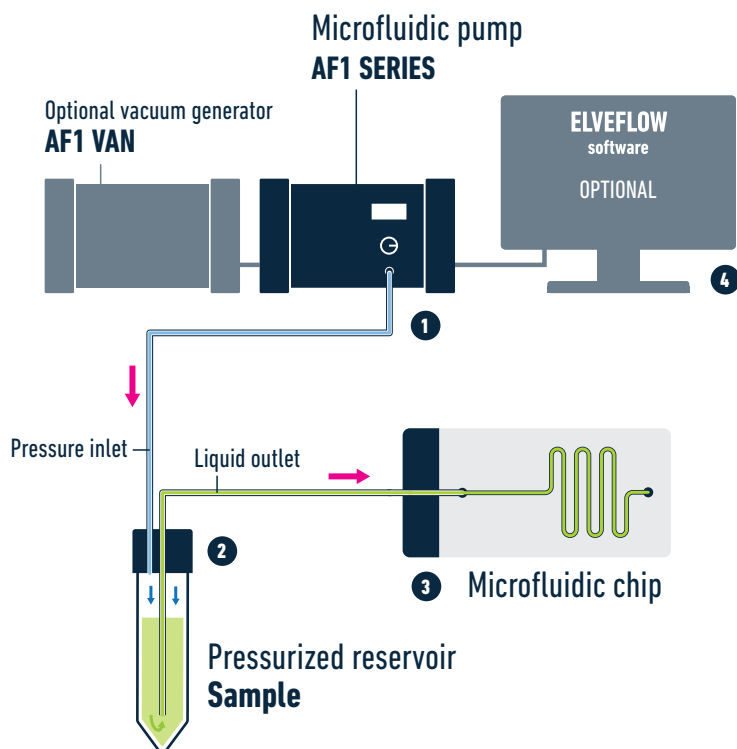 Microfluidic pump
AF1 SERIES
Optional vacuum generator
AF1 VAN
ELVEFLOW
software
OPTIONAL
4
1
Pressure inlet
Liquid outlet
2
3
Microfluidic chip
Pressurized reservoir
Sample